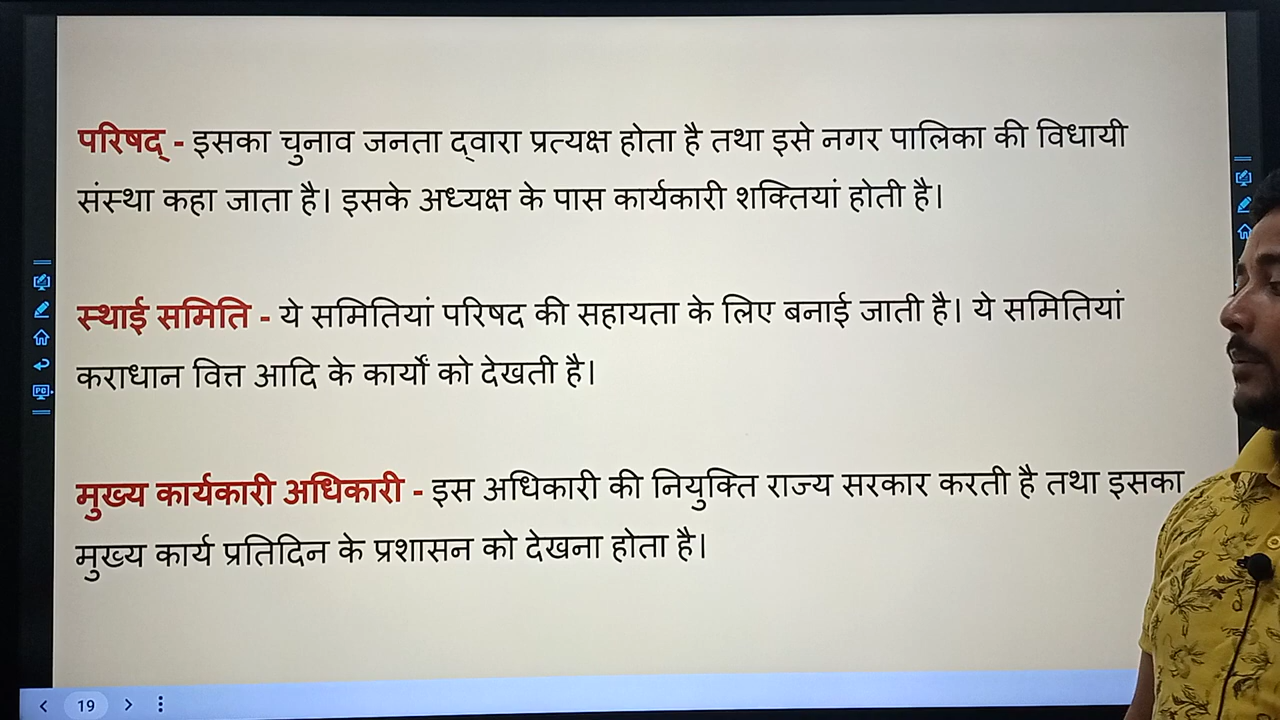 परिषद् - इसका चुनाव जनता द्वारा प्रत्यक्ष होता है तथा इसे नगर पालिका की विधायी
संस्था कहा जाता है। इसके अध्यक्ष के पास कार्यकारी शक्तियां होती है।
स्थाई समिति - ये समितियां परिषद की सहायता के लिए बनाई जाती है। ये समितियां
कराधान वित्त आदि के कार्यों को देखती है।
मुख्य कार्यकारी अधिकारी - इस अधिकारी की नियुक्ति राज्य सरकार करती है तथा इसका
मुख्य कार्य प्रतिदिन के प्रशासन को देखना होता है।
19